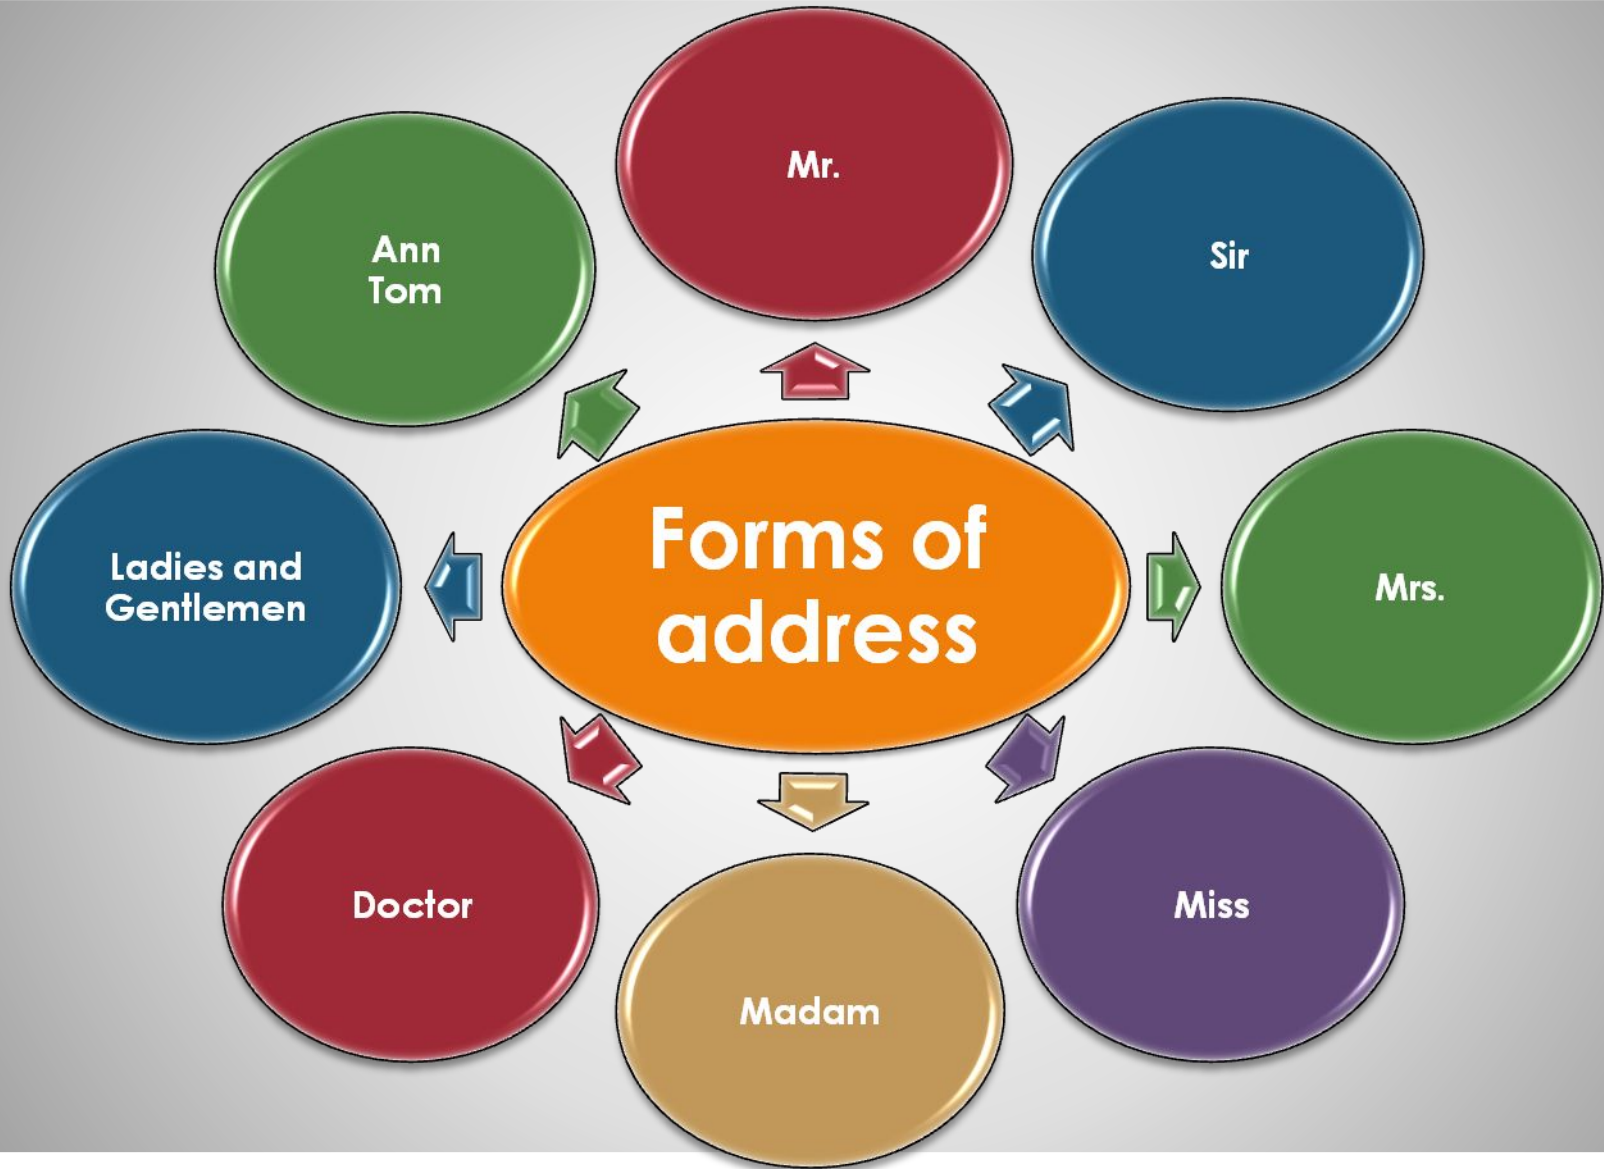 Mr.
Sir
Ann
Tom
Forms of
address
Ladies and
Gentlemen
Mrs.
Doctor
Miss
Madam